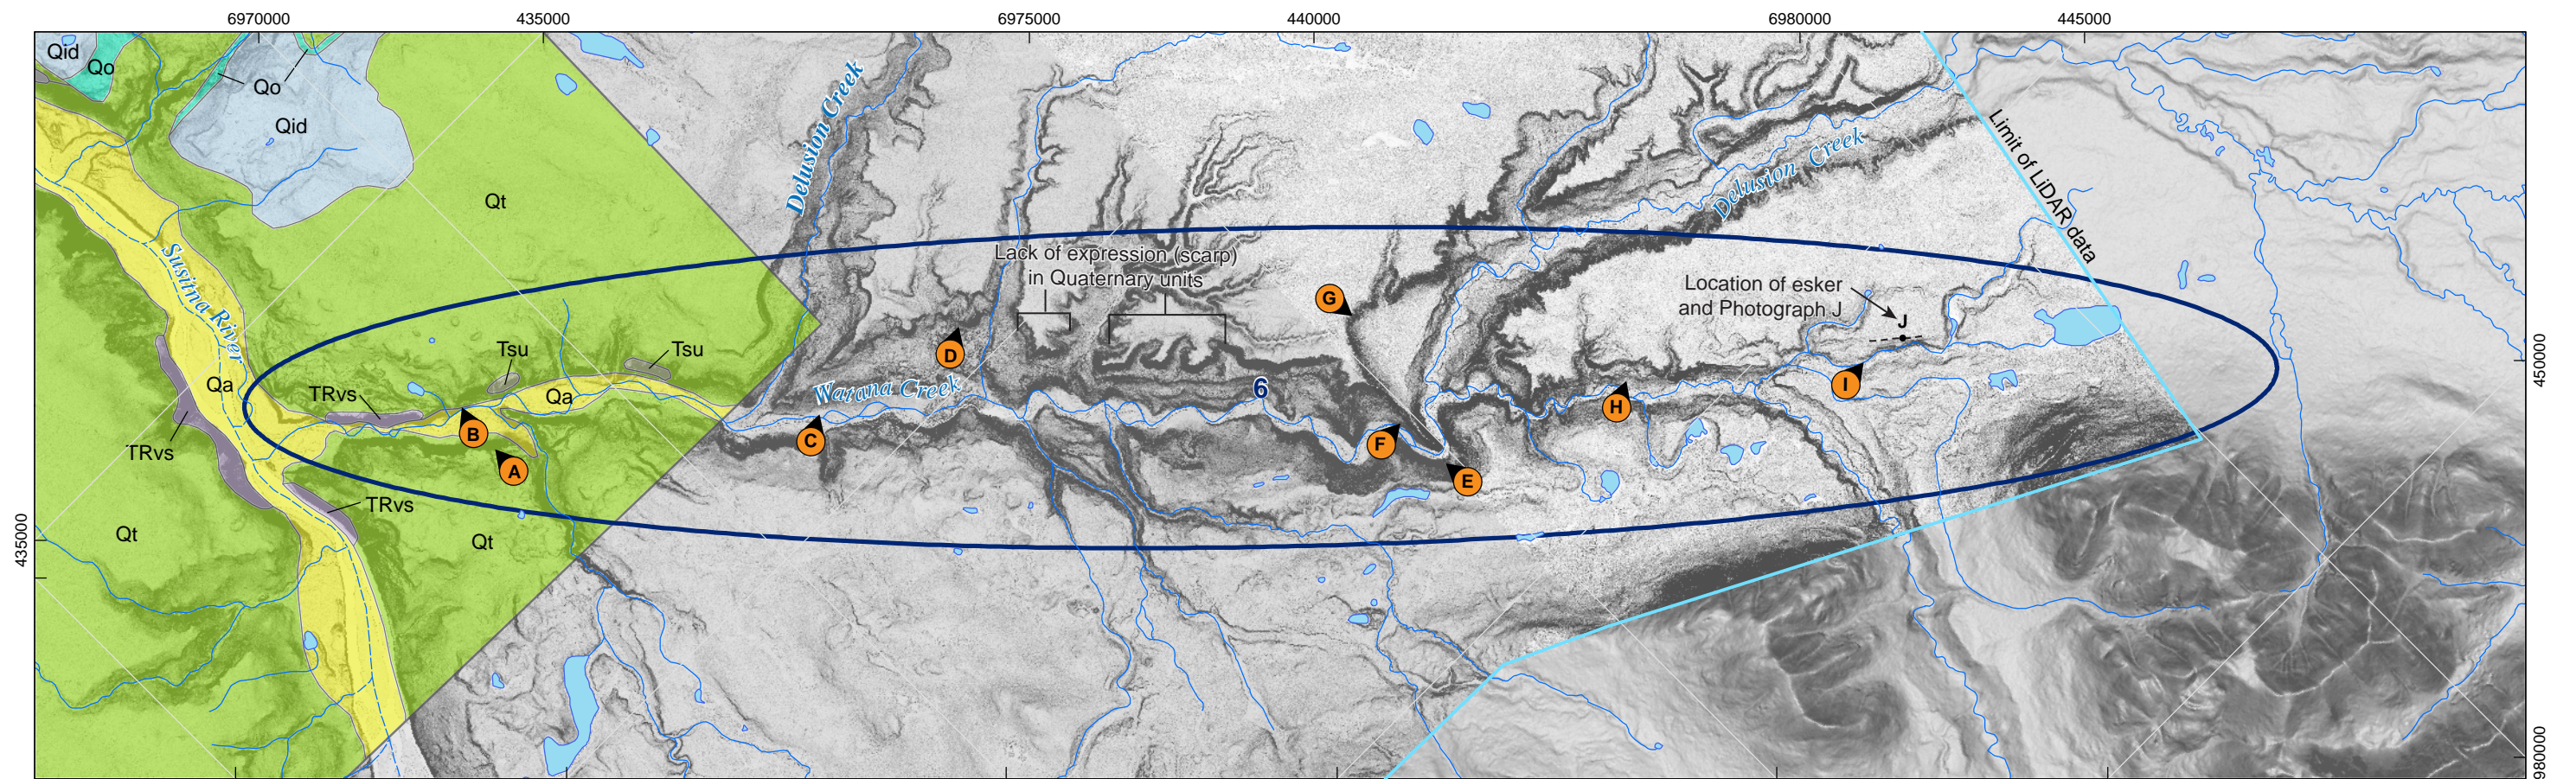 6970000
435000
6975000
440000
6980000
445000
Qid
Qo
Qo
Qid
Qt
Delusion Creek
Delusion Creek
Limit of LiDAR data
Susitna River
Lack of expression (scarp)
in Quaternary units
G
Location of esker
and Photograph J
J
Tsu
Tsu
D
Qa
TRvs
Qa
Watana Creek
6
I
450000
H
B
C
F
TRvs
A
E
TRvs
Qt
Qt
435000
980000